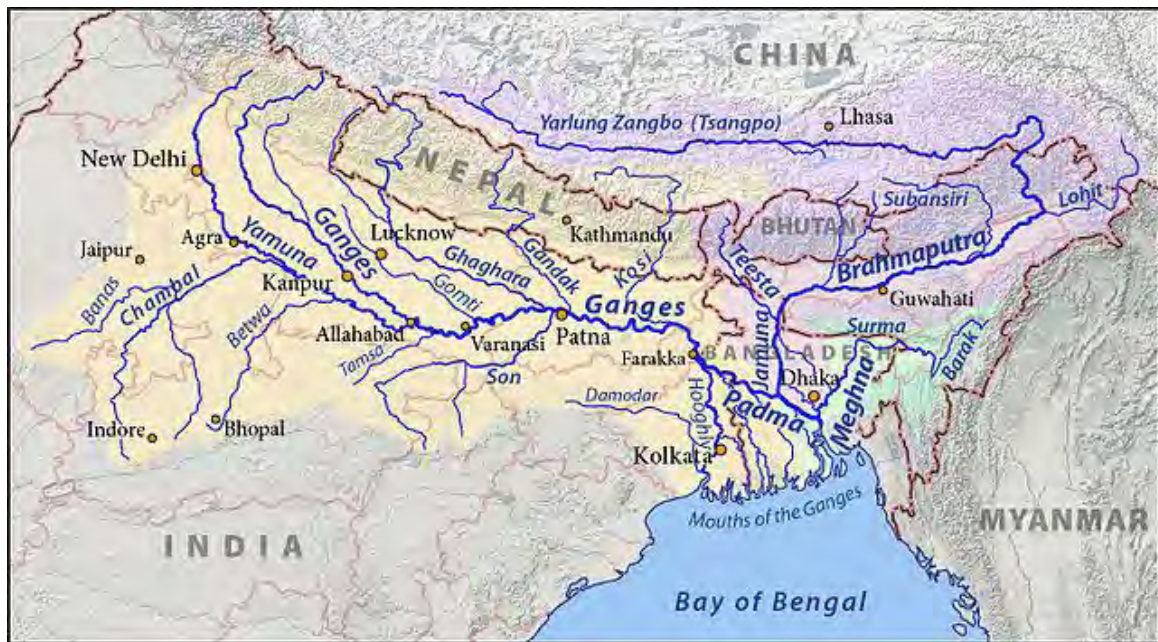 CHINA
Yarlung Zangbo (Tsangpo)
Lhasa
New Delhi
NEPAL
Subansiri
Lohit
BHUTAN
Kathmandu
Agra
Yamuna
Ganges
Lucknow
Jaipur
Ghaghara
Gandak
Kosi
Teesta
Brahmaputra
Guwahati
Banas
Chambal
Kanpur
Gomti
Betwa
Ganges
Allahabad
Varanasi
Patna
Tamsa
Son
Farakka
BANGLADESH
Jamuna
Surma
Barak
Dhaka
Meghna
Damodar
Hooghly
Padma
Indore
Bhopal
Kolkata
Mouths of the Ganges
INDIA
MYANMAR
Bay of Bengal